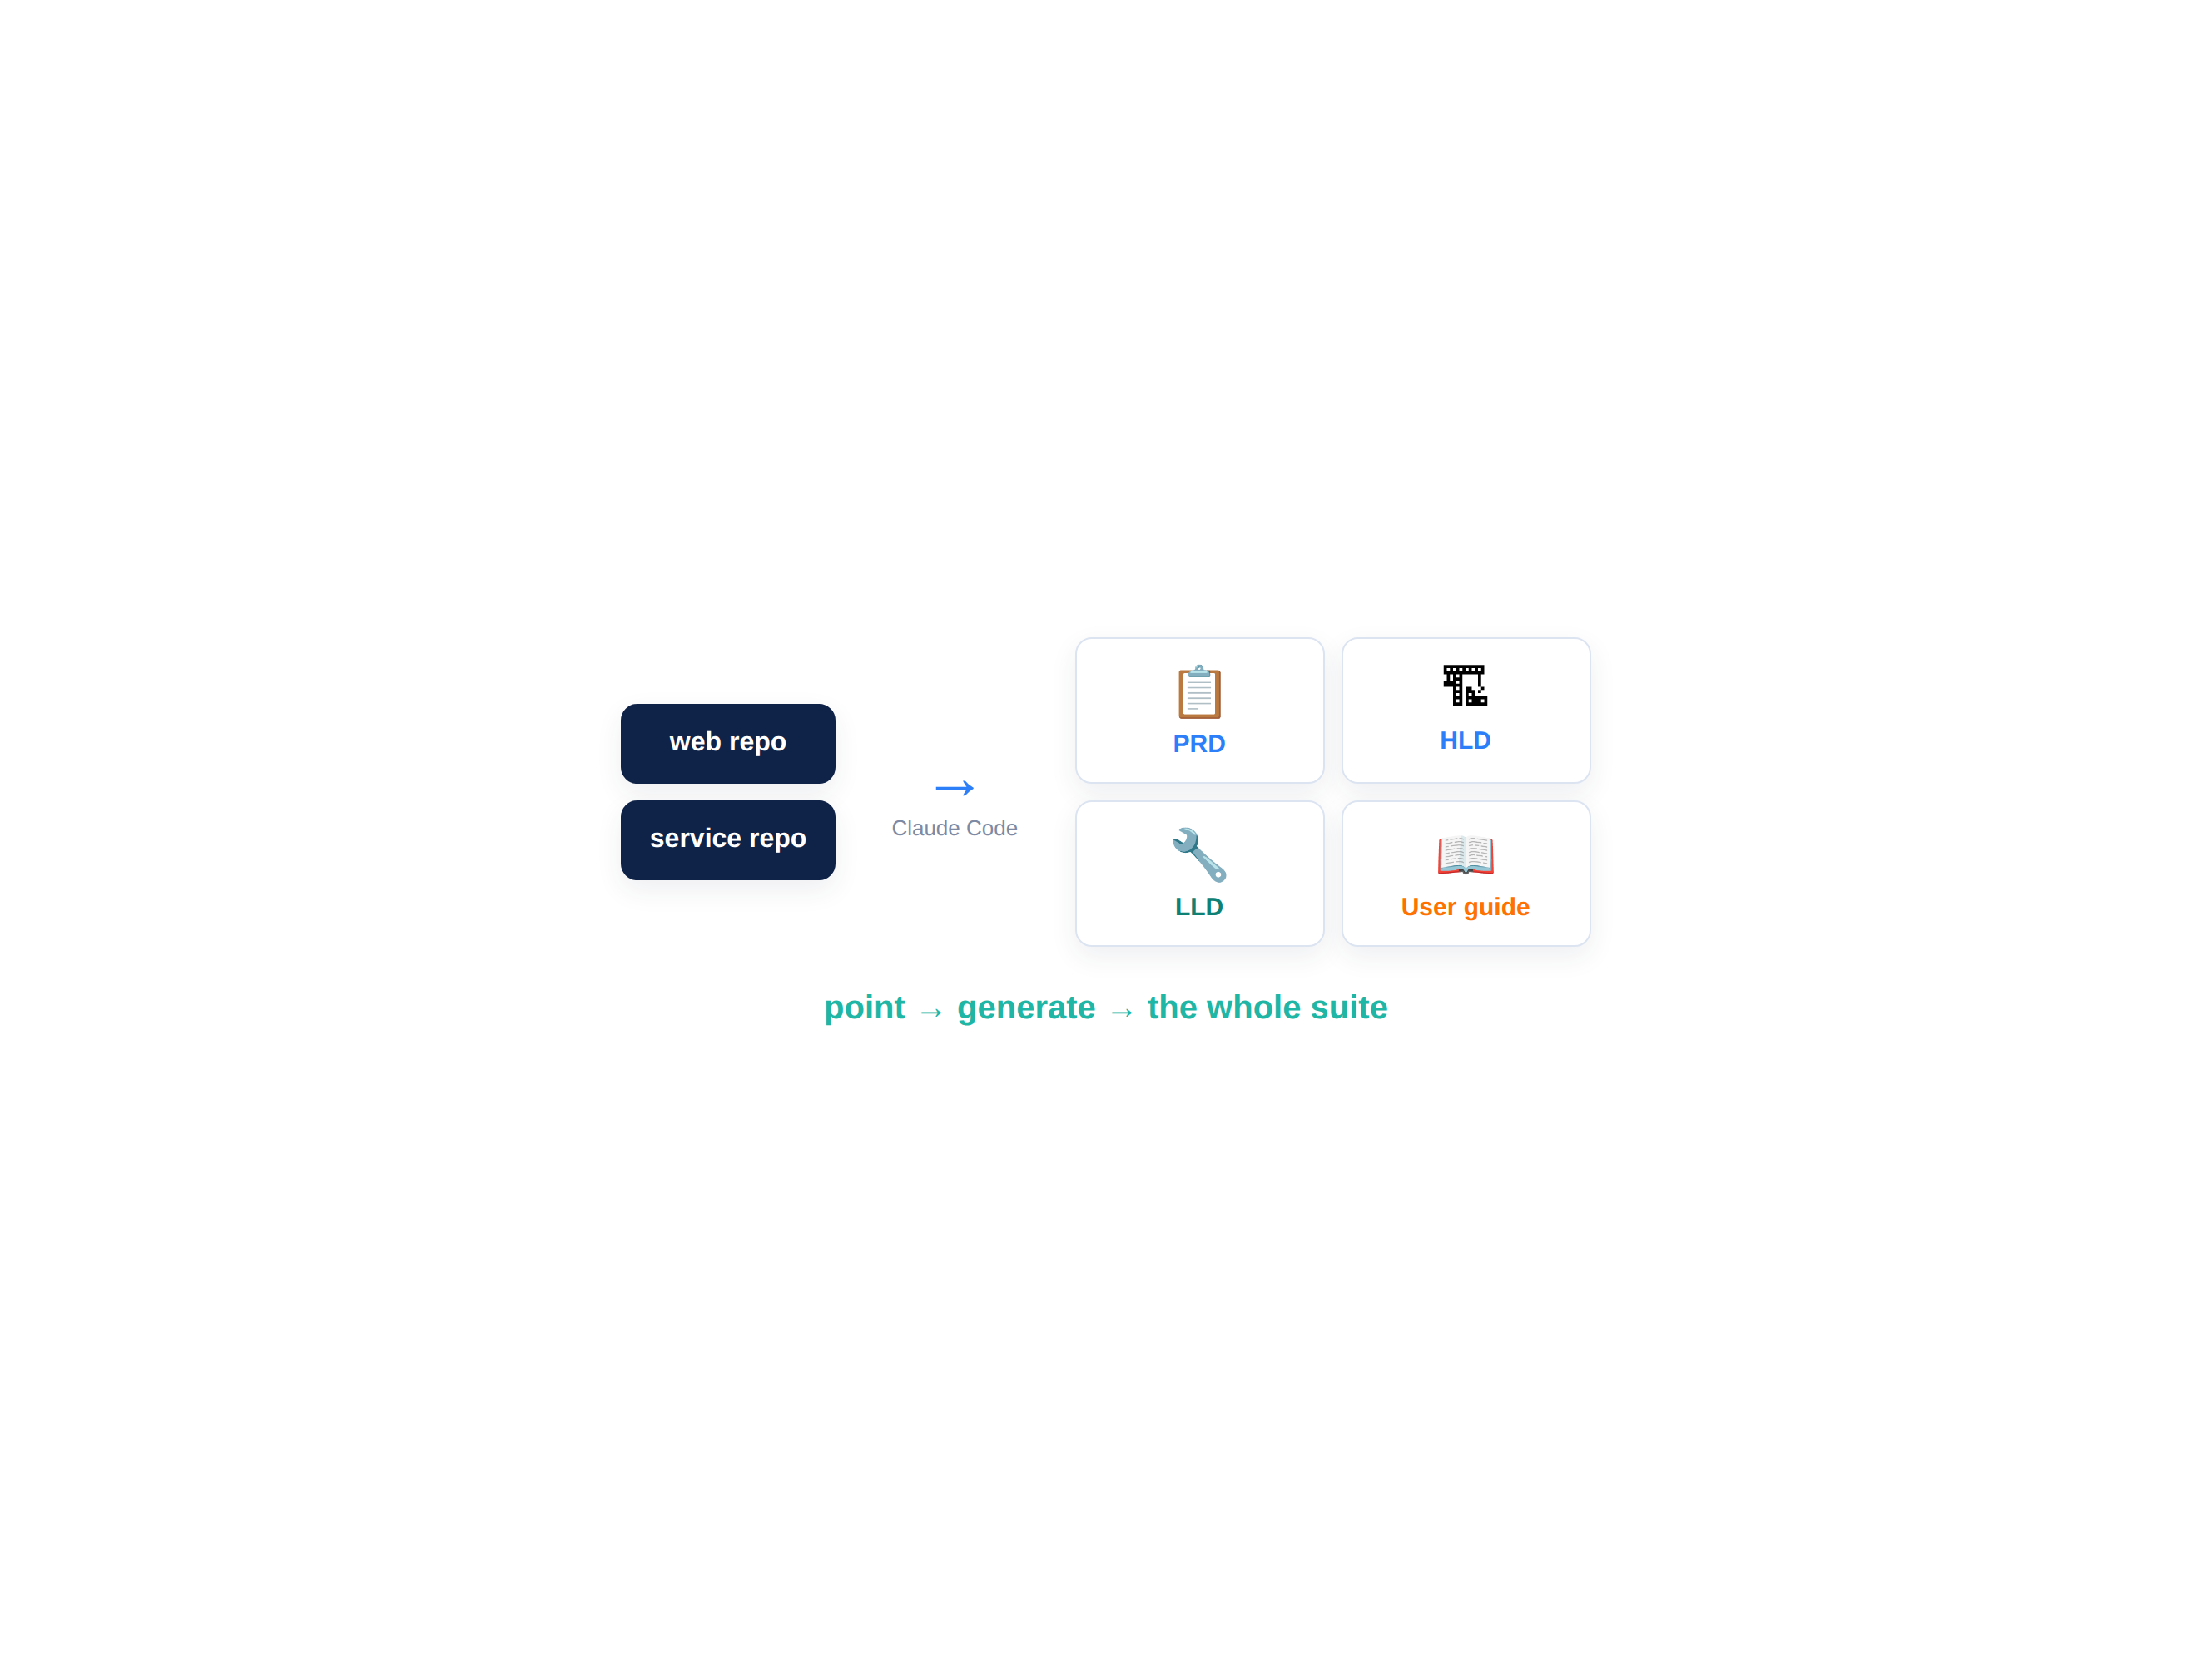 web repo
service repo
→
Claude Code
PRD
HLD
LLD
User guide
point → generate → the whole suite